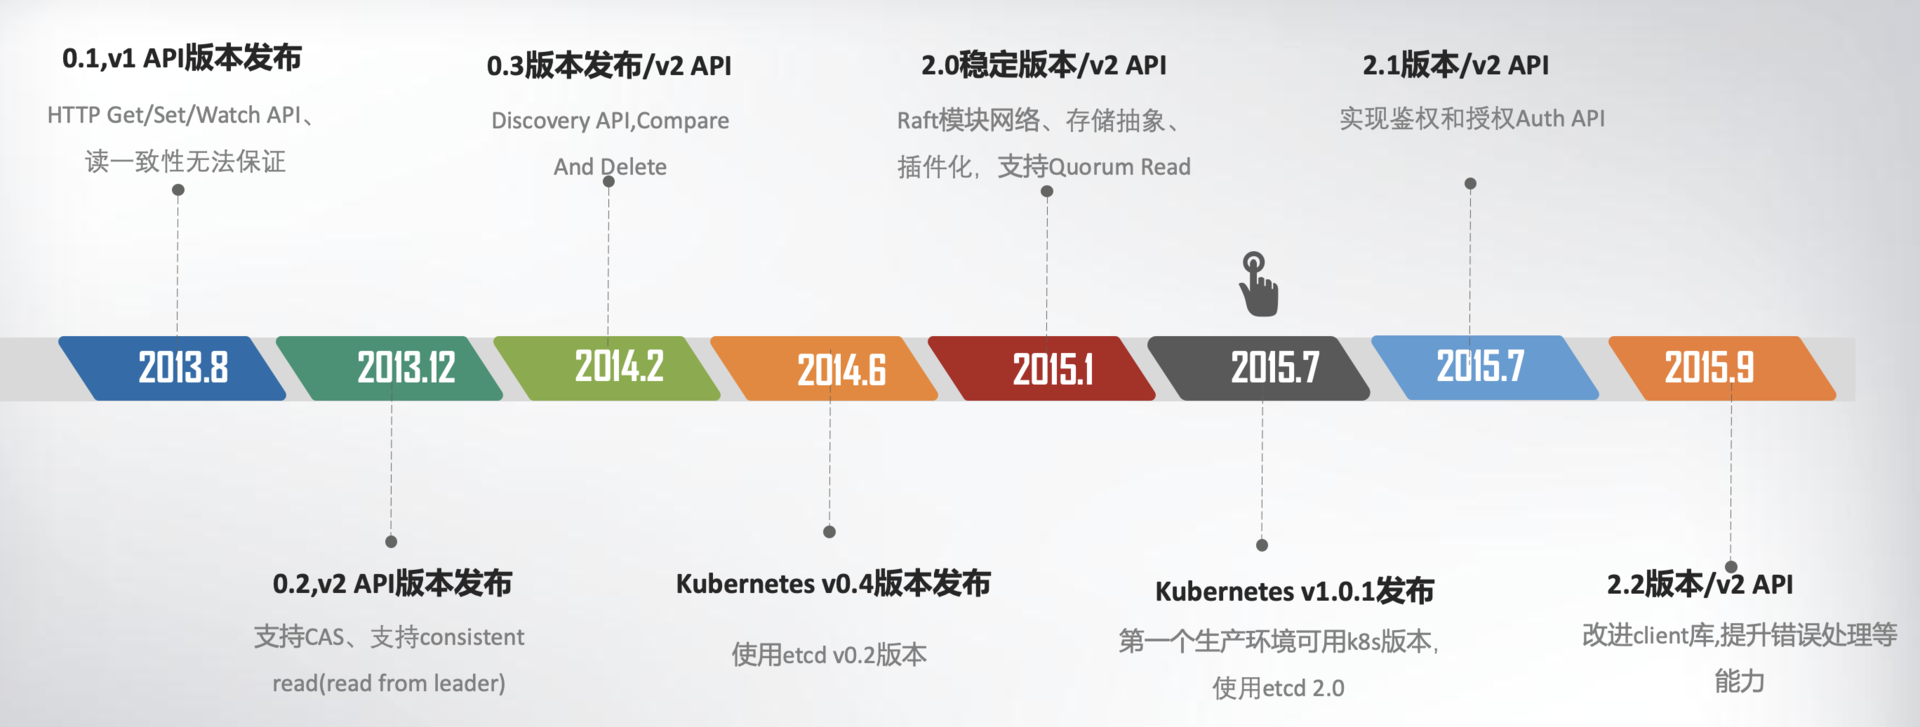 0.1,v1 API版本发布
HTTP Get/Set/Watch API、
读一致性无法保证
0.3版本发布/v2 API
Discovery API,Compare
And Delete
2.0稳定版本/v2 API
Raft模块网络、存储抽象、
插件化，支持Quorum Read
2.1版本/v2 API
实现鉴权和授权Auth API
2013.8
2013.12
2014.2
2014.6
2015.1
2015.7
2015.7
2015.9
0.2,v2 API版本发布
支持CAS、支持consistent
read(read from leader)
Kubernetes v0.4版本发布
使用etcd v0.2版本
Kubernetes v1.0.1发布
第一个生产环境可用k8s版本，
使用etcd 2.0
2.2版本/v2 API
改进client库,提升错误处理等
能力